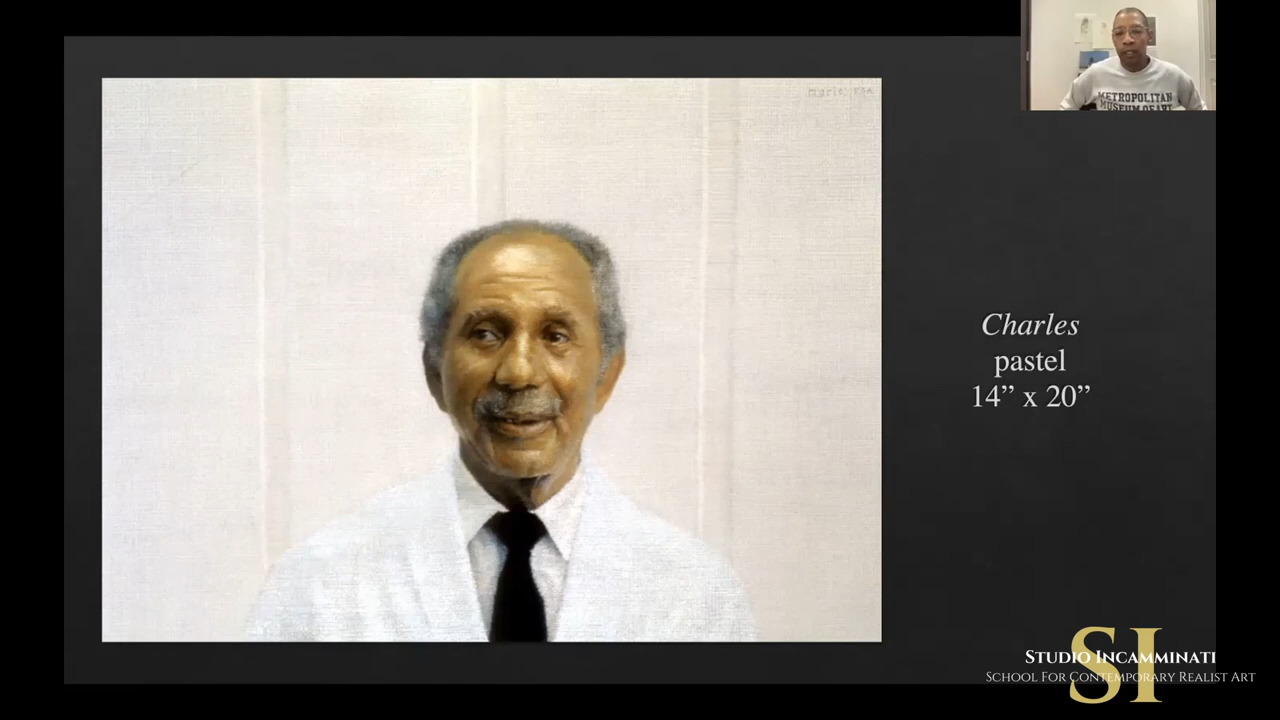 METROPOLITAN
MUSEUM OF ART
Charles
pastel
14” x 20”
SI
STUDIO INCAMMINATI
SCHOOL FOR CONTEMPORARY REALIST ART